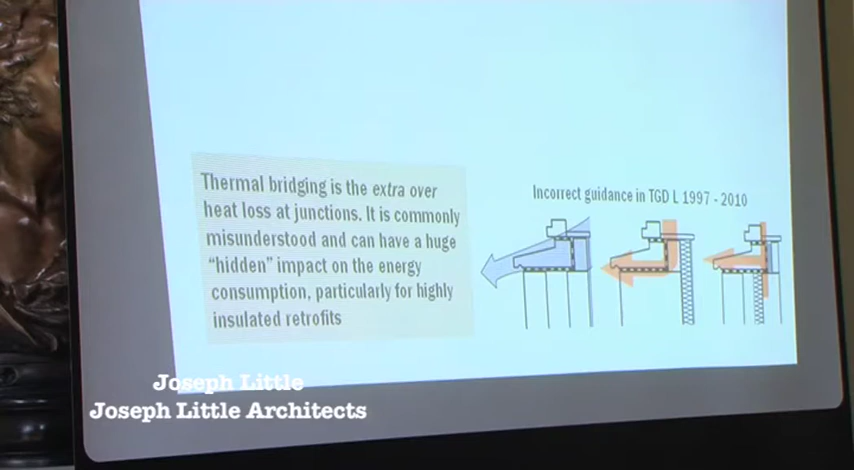 Thermal bridging is the extra over
heat loss at junctions. It is commonly
misunderstood and can have a huge
“hidden” impact on the energy
consumption, particularly for highly
insulated retrofits
Incorrect guidance in TGD L 1997 - 2010
Joseph Little
Joseph Little Architects